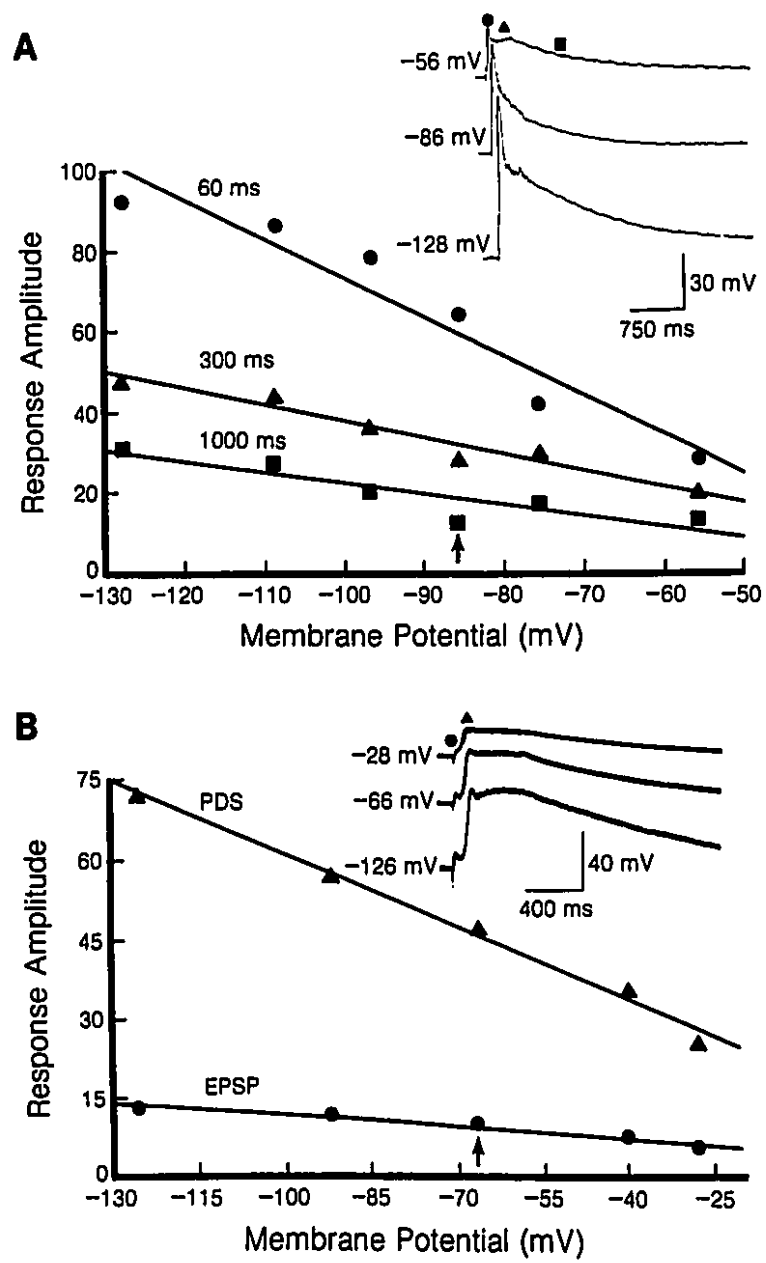 A
−56 mV
−86 mV
−128 mV
30 mV
750 ms
Response Amplitude
100
80
60
40
20
0
60 ms
300 ms
1000 ms
−130 −120 −110 −100 −90 −80 −70 −60 −50
Membrane Potential (mV)
B
−28 mV
−66 mV
−126 mV
40 mV
400 ms
Response Amplitude
75
60
45
30
15
0
PDS
EPSP
−130 −115 −100 −85 −70 −55 −40 −25
Membrane Potential (mV)